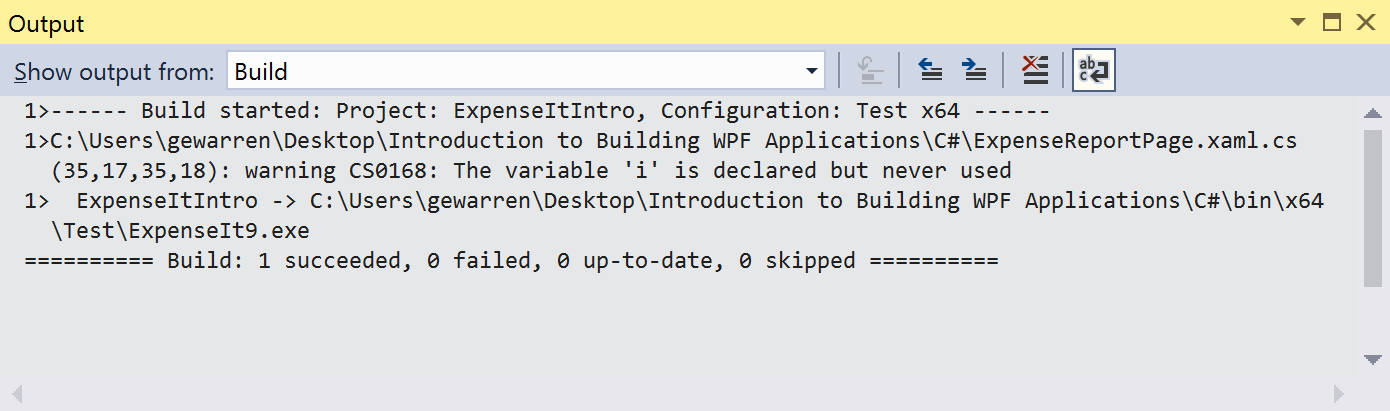 Output
Show output from: Build
1>------ Build started: Project: ExpenseItIntro, Configuration: Test x64 ------
1>C:\Users\gewarren\Desktop\Introduction to Building WPF Applications\C#\ExpenseReportPage.xaml.cs
(35,17,35,18): warning CS0168: The variable 'i' is declared but never used
1>  ExpenseItIntro -> C:\Users\gewarren\Desktop\Introduction to Building WPF Applications\C#\bin\x64
\Test\ExpenseIt9.exe
========== Build: 1 succeeded, 0 failed, 0 up-to-date, 0 skipped ==========